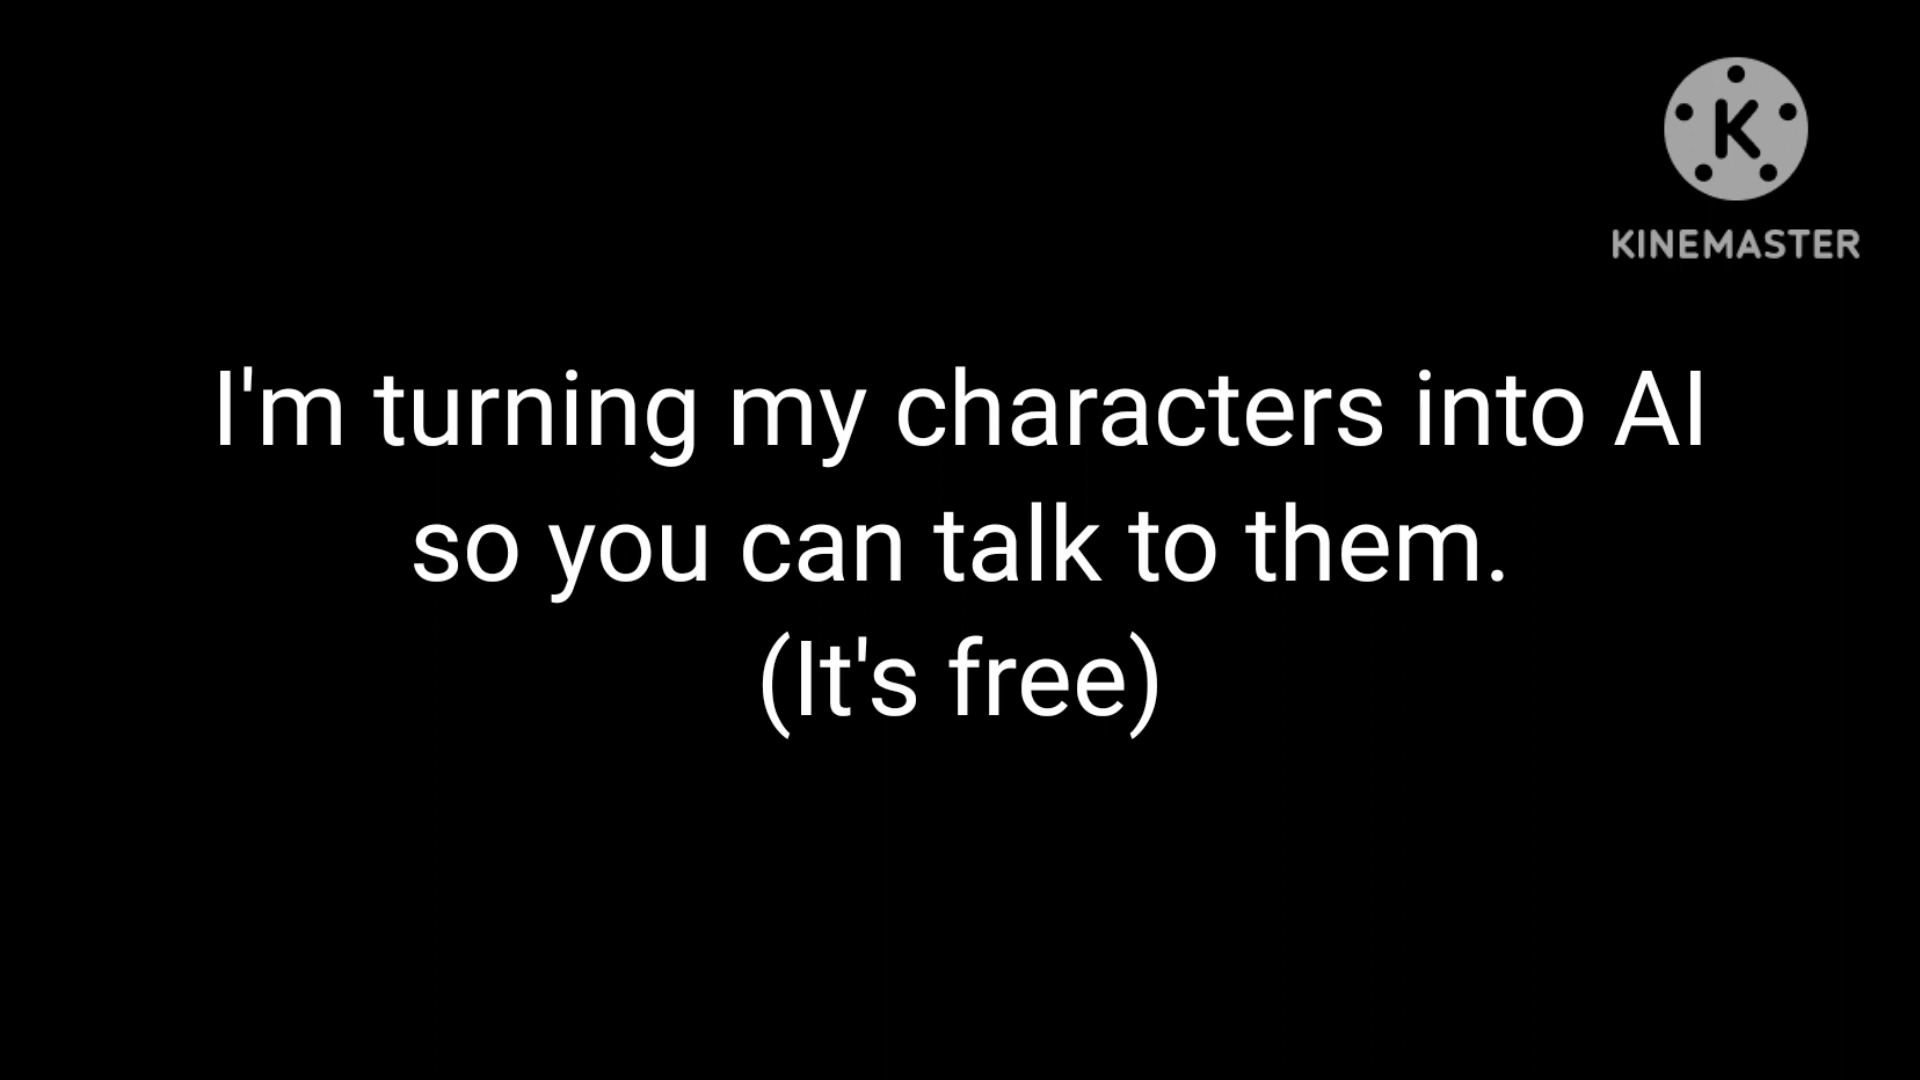 K
KINEMASTER
I'm turning my characters into AI
so you can talk to them.
(It's free)